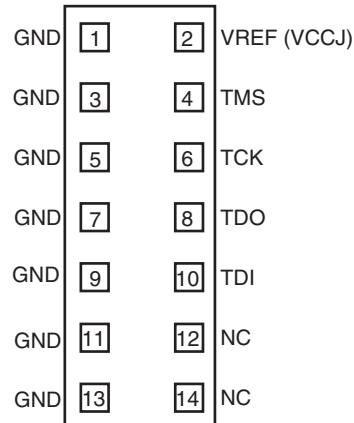 GND 1 2 VREF (VCCJ)
GND 3 4 TMS
GND 5 6 TCK
GND 7 8 TDO
GND 9 10 TDI
GND 11 12 NC
GND 13 14 NC